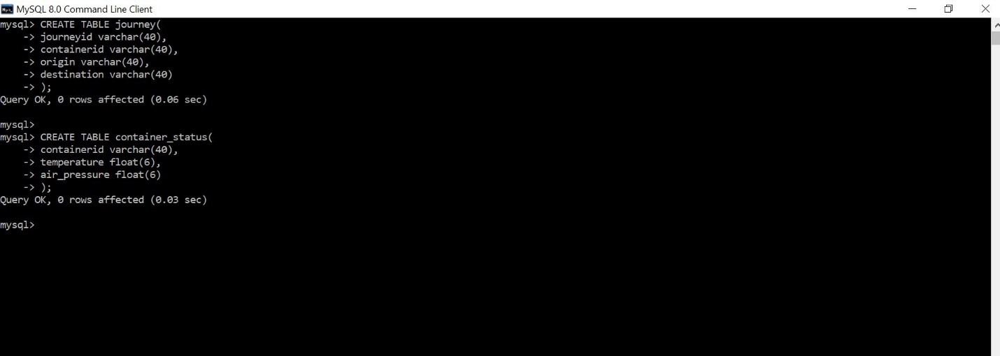 MySQL 8.0 Command Line Client
mysql> CREATE TABLE journey(
    -> journeyid varchar(40),
    -> containerid varchar(40),
    -> origin varchar(40),
    -> destination varchar(40)
    -> );
Query OK, 0 rows affected (0.06 sec)
mysql>
mysql> CREATE TABLE container_status(
    -> containerid varchar(40),
    -> temperature float(6),
    -> air_pressure float(6)
    -> );
Query OK, 0 rows affected (0.03 sec)
mysql>